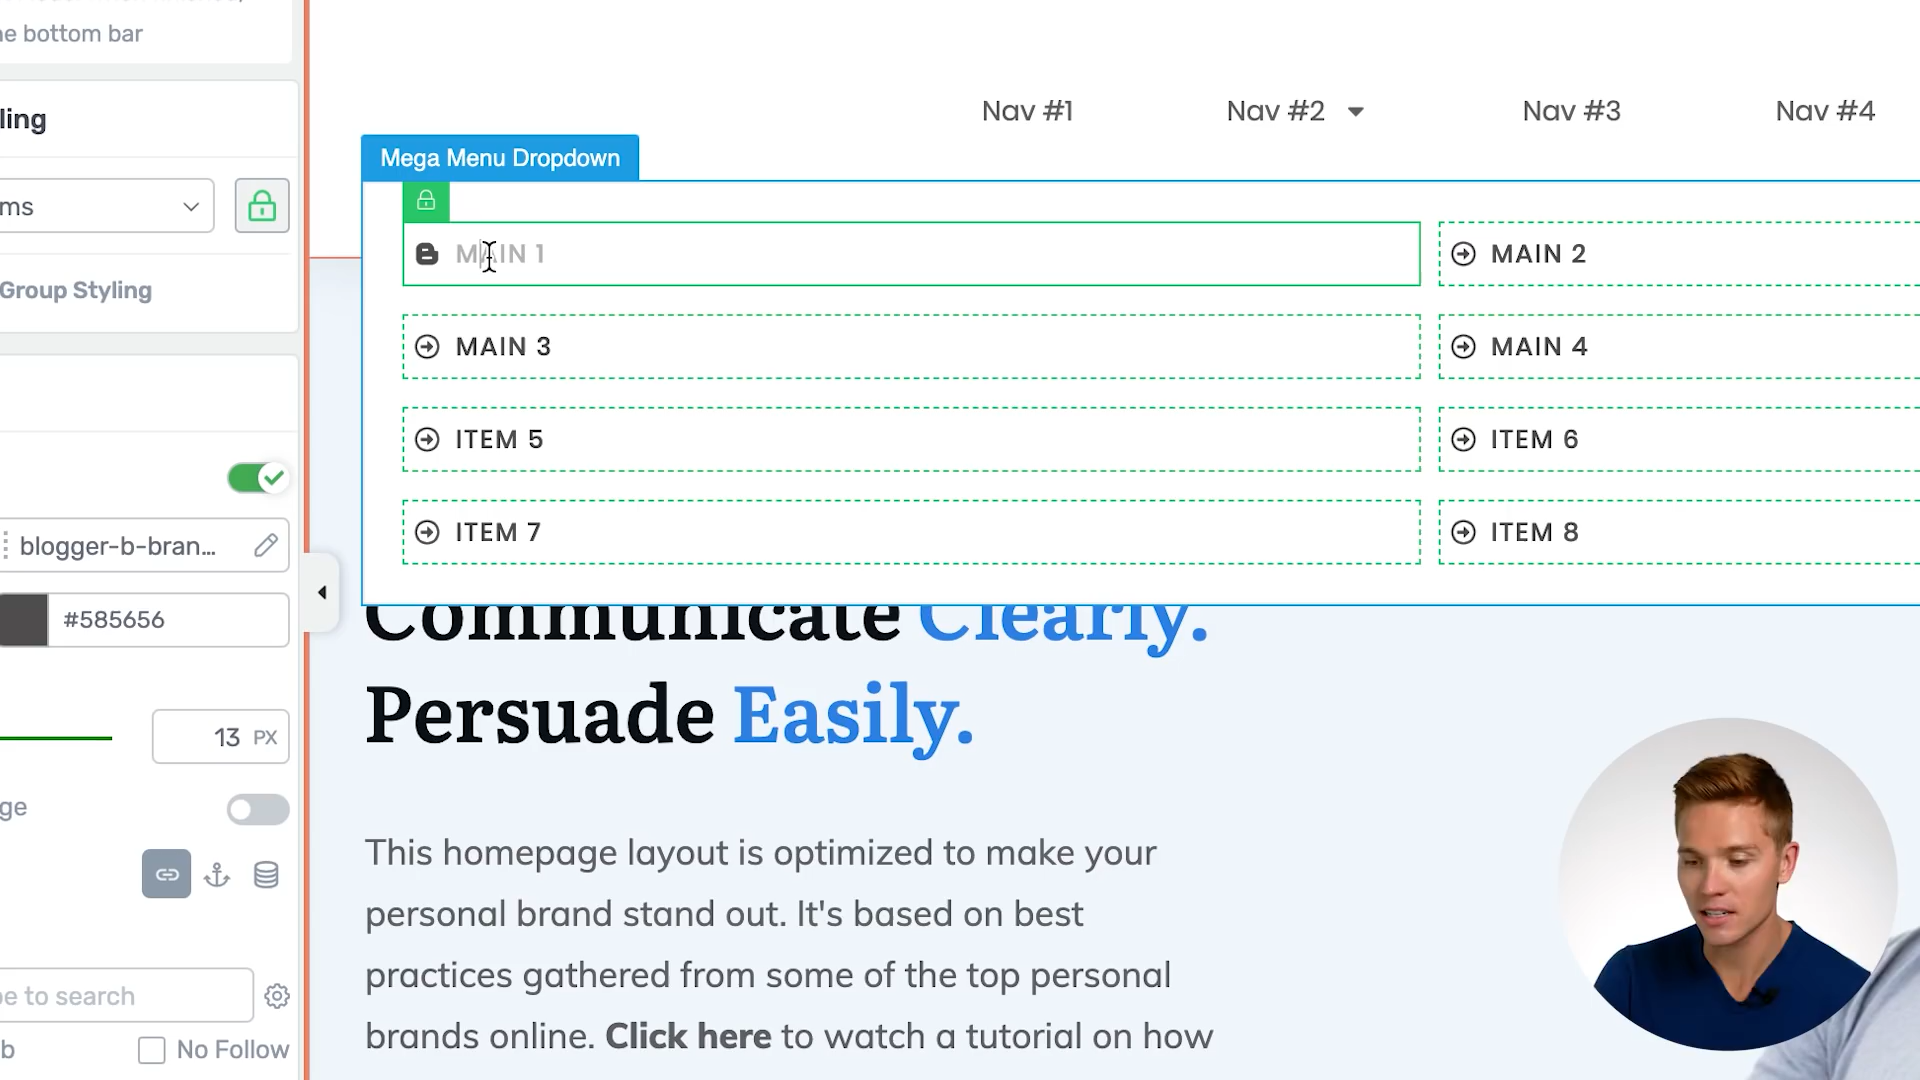 e bottom bar
ling
ms
Group Styling
blogger-b-bran...
#585656
13 PX
ge
e to search
b
No Follow
Nav #1
Nav #2
Nav #3
Nav #4
Mega Menu Dropdown
MAIN 1
MAIN 2
MAIN 3
MAIN 4
ITEM 5
ITEM 6
ITEM 7
ITEM 8
Communicate Clearly.
Persuade Easily.
This homepage layout is optimized to make your
personal brand stand out. It's based on best
practices gathered from some of the top personal
brands online. Click here to watch a tutorial on how